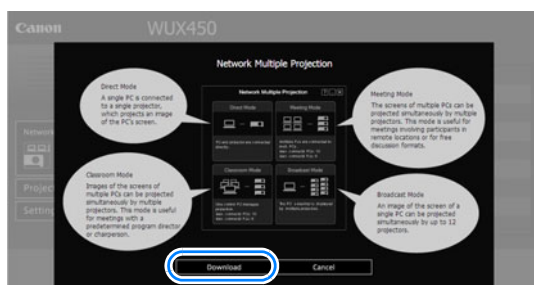 Canon
WUX450
Network Multiple Projection
Direct Mode
A single PC is connected
to a single projector,
which projects an image
of the PC's screen.
Network Multiple Projection
Direct Mode
Meeting Mode
Meeting Mode
The screens of multiple PCs can be
projected simultaneously by multiple
projectors. This mode is useful for
meetings involving participants in
remote locations or for free
discussion formats.
Network
Classroom Mode
Images of the screens
of multiple PCs can be
projected simultaneously by
multiple projectors. This mode is useful
for meetings with a
predetermined program director
or chairperson.
Classroom Mode
Broadcast Mode
Broadcast Mode
An image of the screen of a
single PC can be projected
simultaneously by up to 12
projectors.
Projec
Setting
Download
Cancel